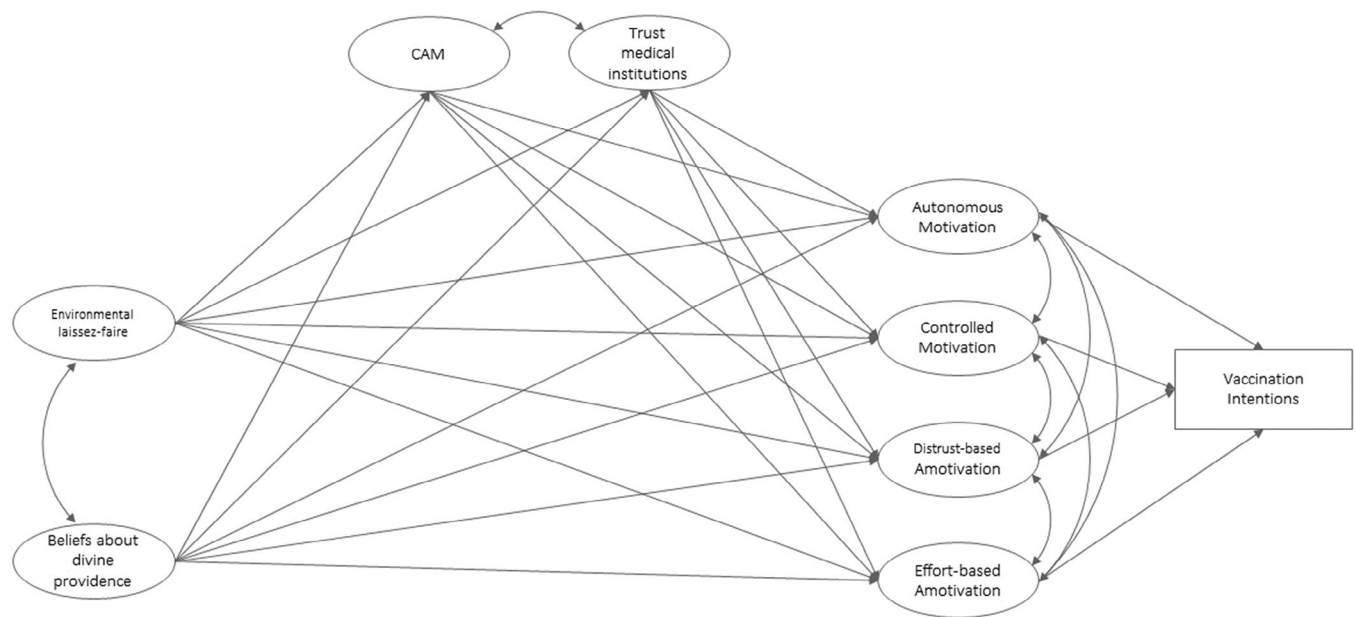 CAM
Trust
medical
institutions
Autonomous
Motivation
Environmental
laissez-faire
Controlled
Motivation
Vaccination
Intentions
Distrust-based
Amotivation
Beliefs about
divine
providence
Effort-based
Amotivation